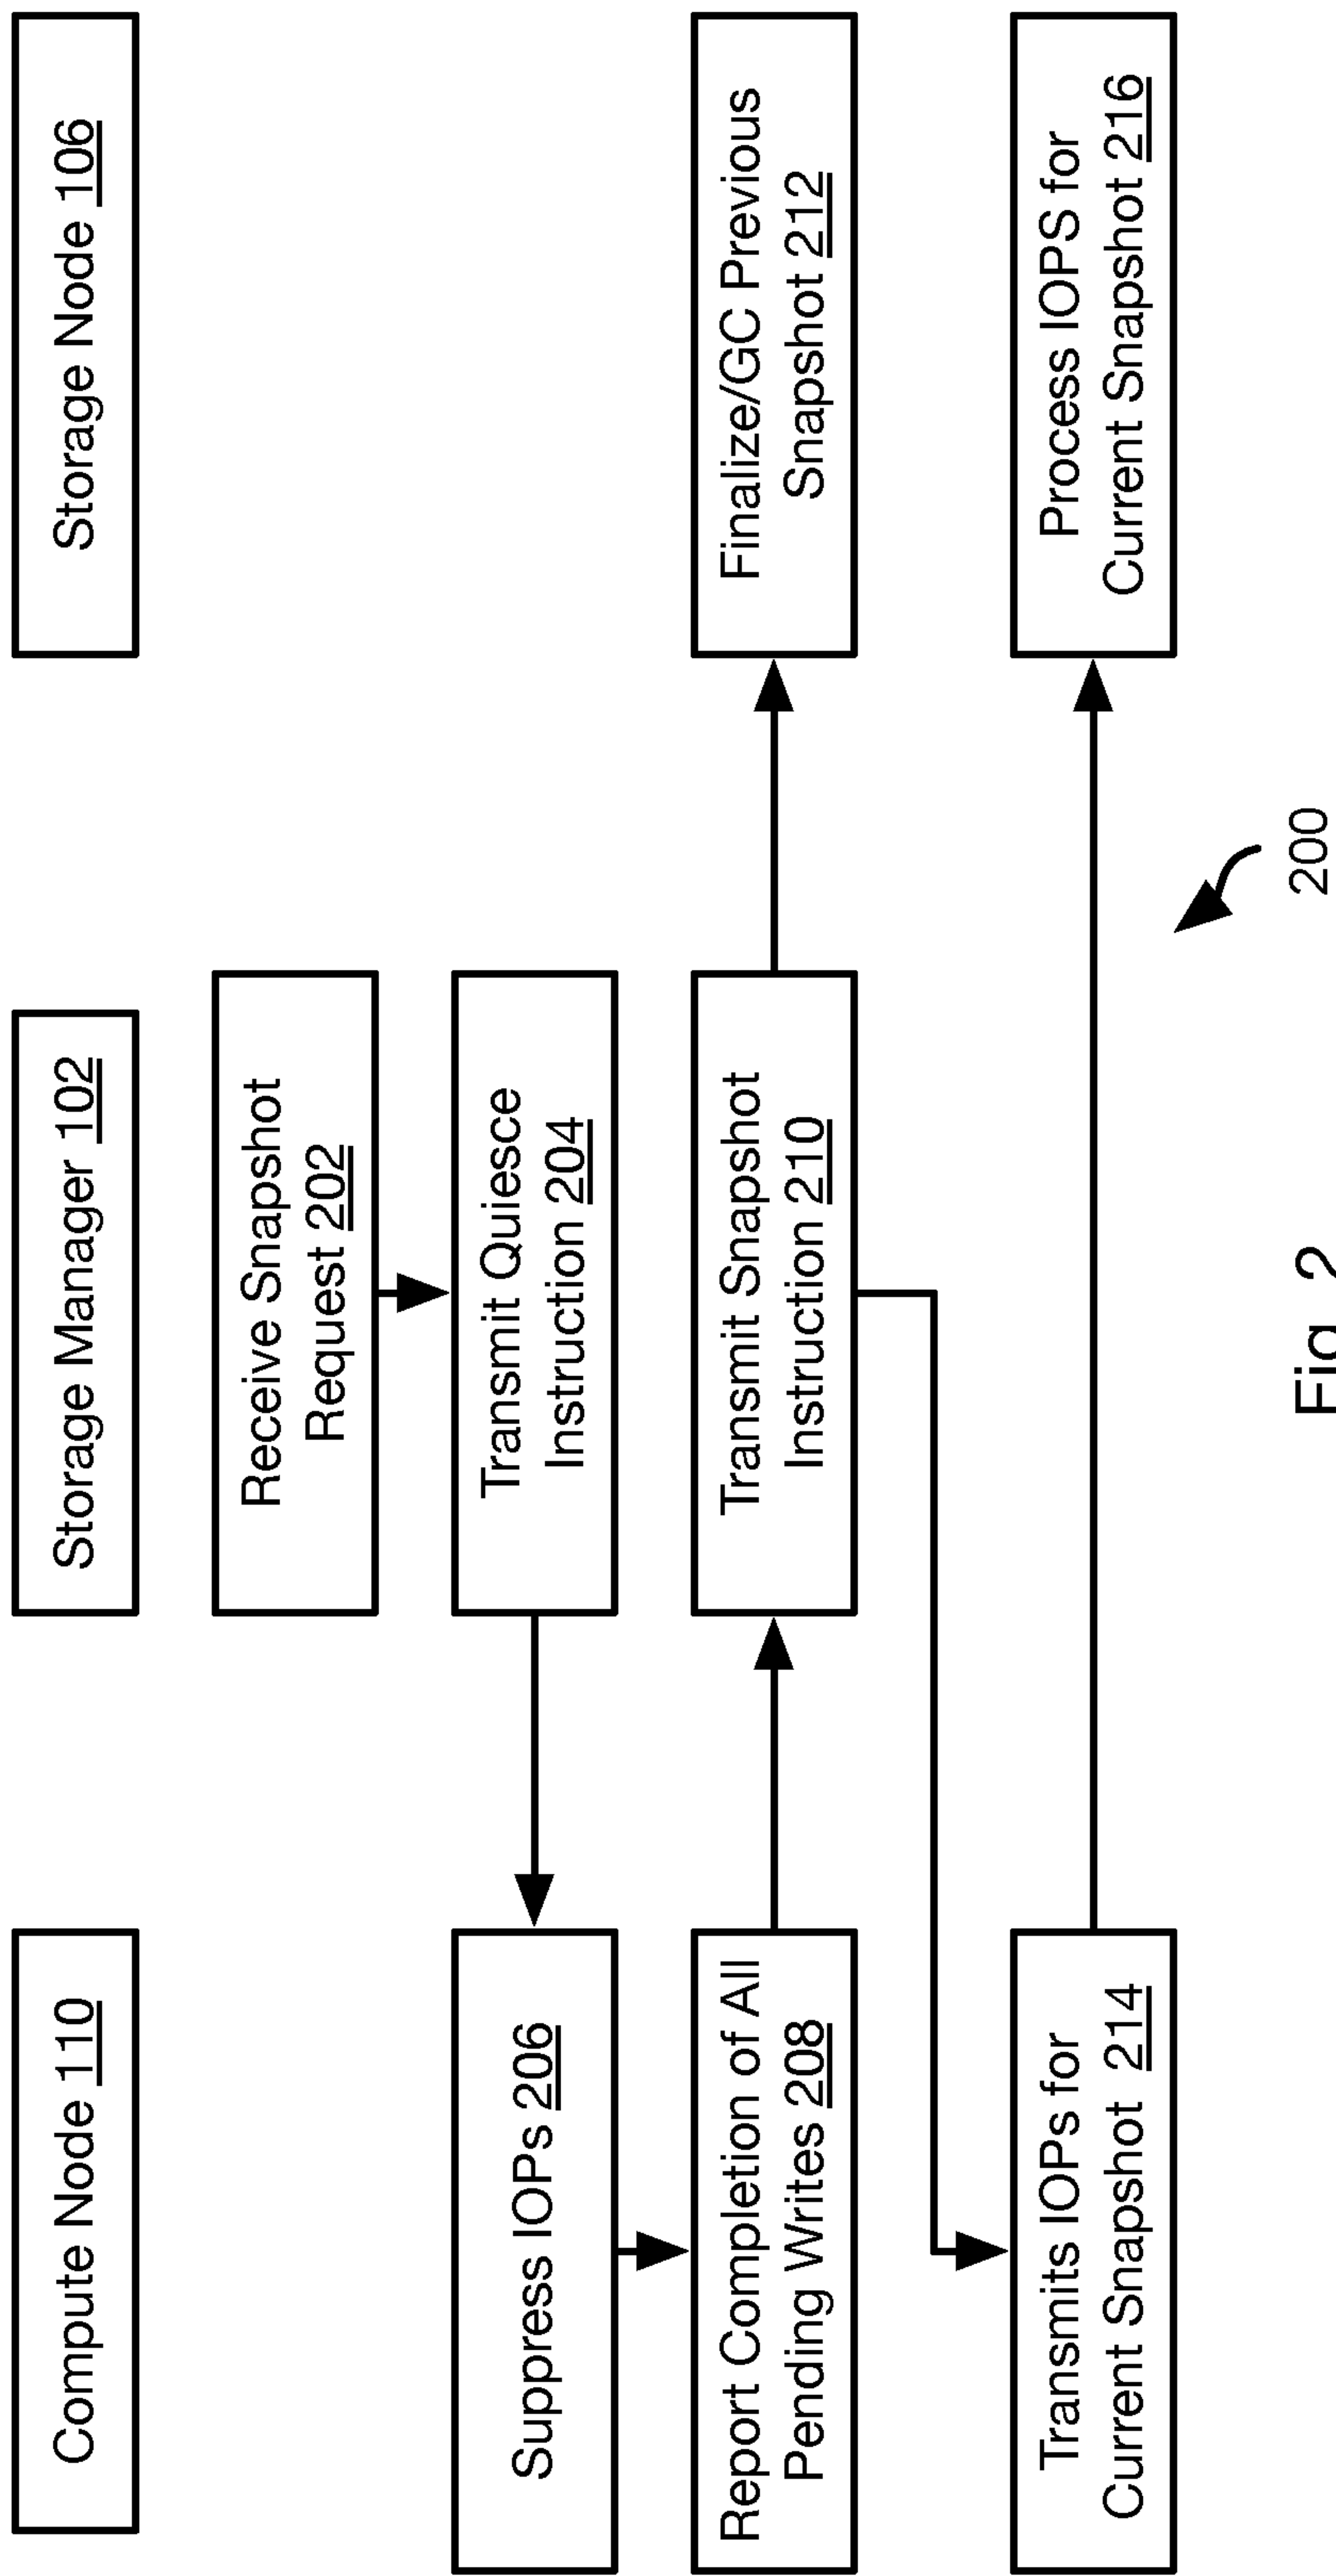 Compute Node 110
Storage Manager 102
Storage Node 106
Receive Snapshot
Request 202
Transmit Quiesce
Instruction 204
Suppress IOPs 206
Report Completion of All
Pending Writes 208
Transmit Snapshot
Instruction 210
Finalize/GC Previous
Snapshot 212
Transmits IOPs for
Current Snapshot 214
Process IOPS for
Current Snapshot 216
200
Fig. 2